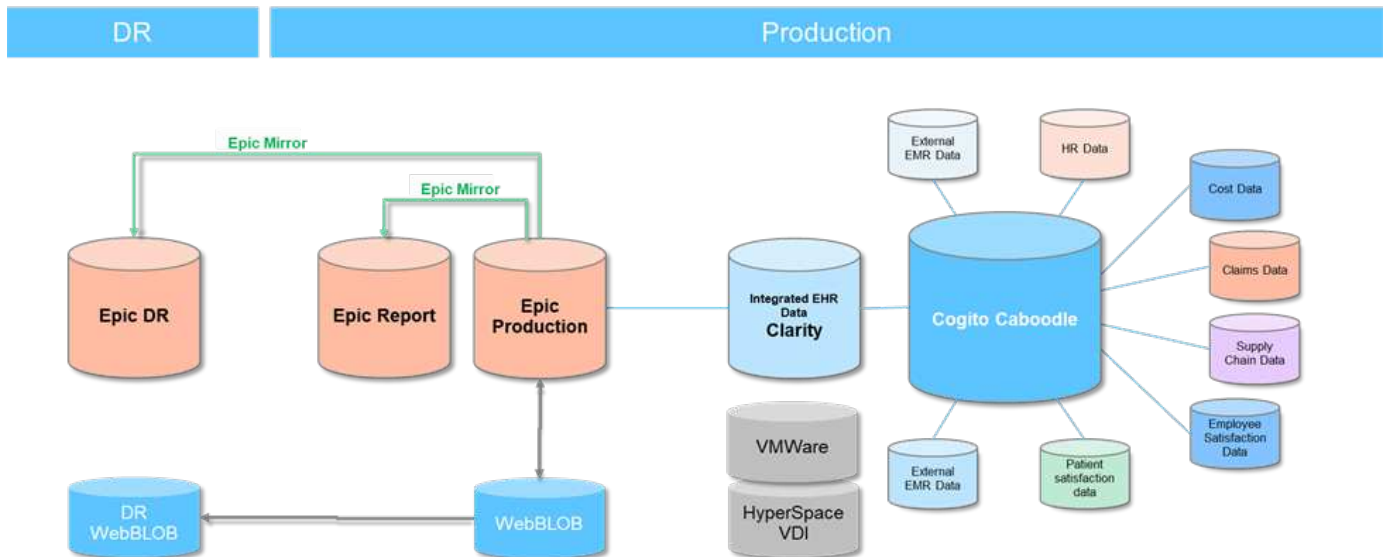 DR
Production
Epic Mirror
Epic Mirror
External
EMR Data
HR Data
Cost Data
Claims Data
Supply
Chain Data
Employee
Satisfaction
Data
Epic DR
Epic Report
Epic
Production
Integrated EHR
Data
Clarity
Cogito Caboodle
VMWare
HyperSpace
VDI
External
EMR Data
Patient
satisfaction
data
DR
WebBLOB
WebBLOB